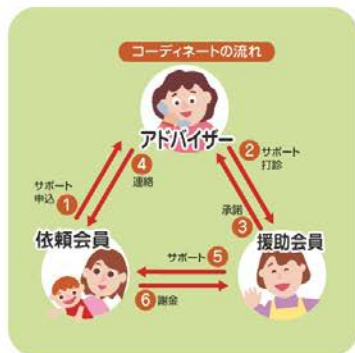 コーディネートの流れ
アドバイザー
サポート
申込
1
4
連絡
2
サポート
打診
承諾
3
依頼会員
援助会員
サポート 5
6 謝金